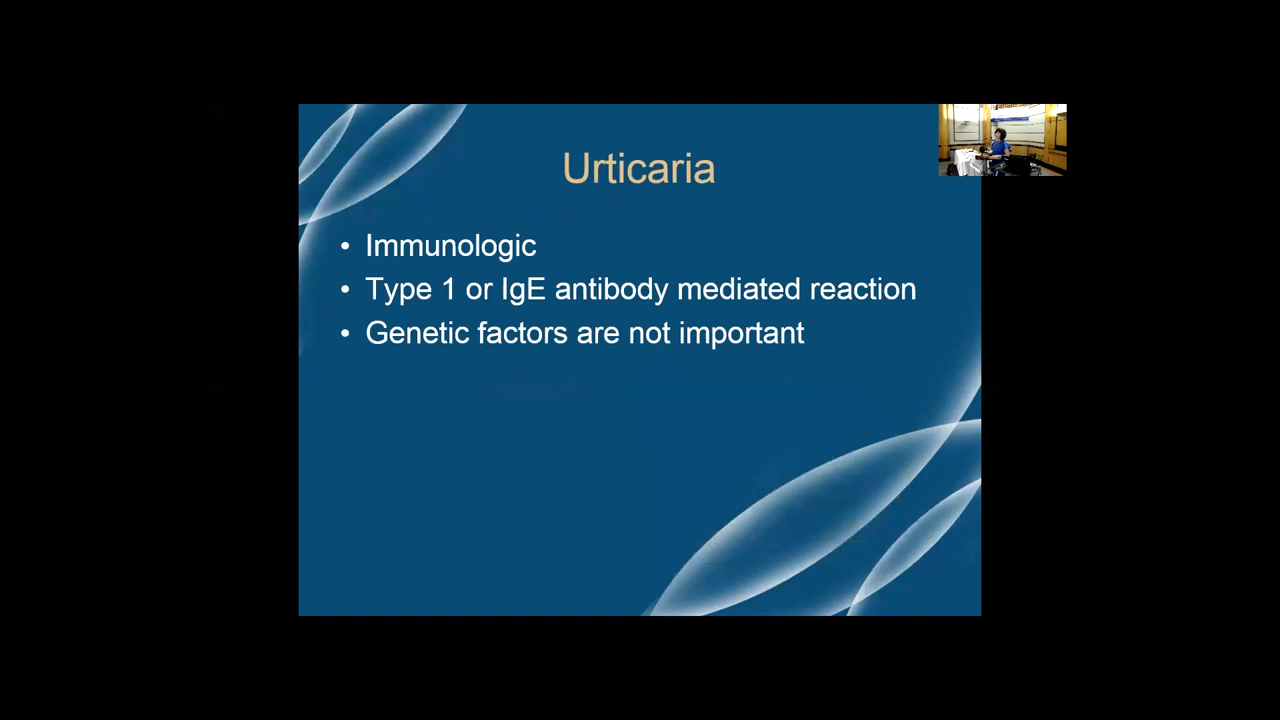 Urticaria
• Immunologic
• Type 1 or IgE antibody mediated reaction
• Genetic factors are not important